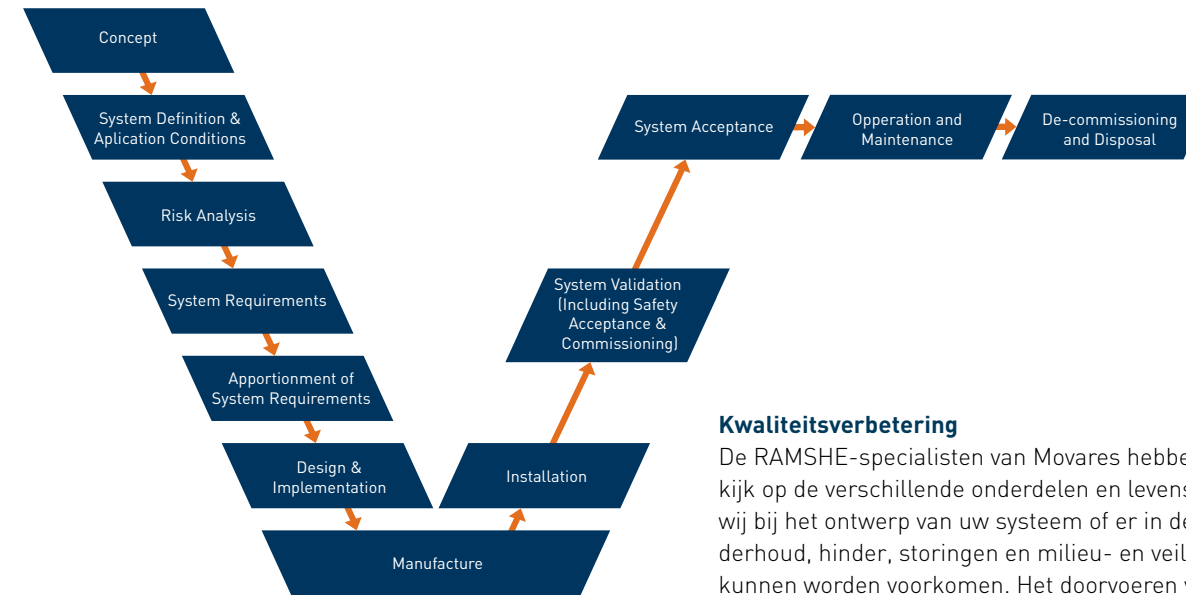 Concept
System Definition &
Aplication Conditions
Risk Analysis
System Requirements
Apportionment of
System Requirements
Design &
Implementation
Manufacture
Installation
System Validation
(Including Safety
Acceptance &
Commissioning)
System Acceptance
Opperation and
Maintenance
De-commissioning
and Disposal
Kwaliteitsverbetering
De RAMSHE-specialisten van Movares hebbe
kijk op de verschillende onderdelen en levens
wij bij het ontwerp van uw systeem of er in de
derhoud, hinder, storingen en milieu- en veil
kunnen worden voorkomen. Het doorvoeren v